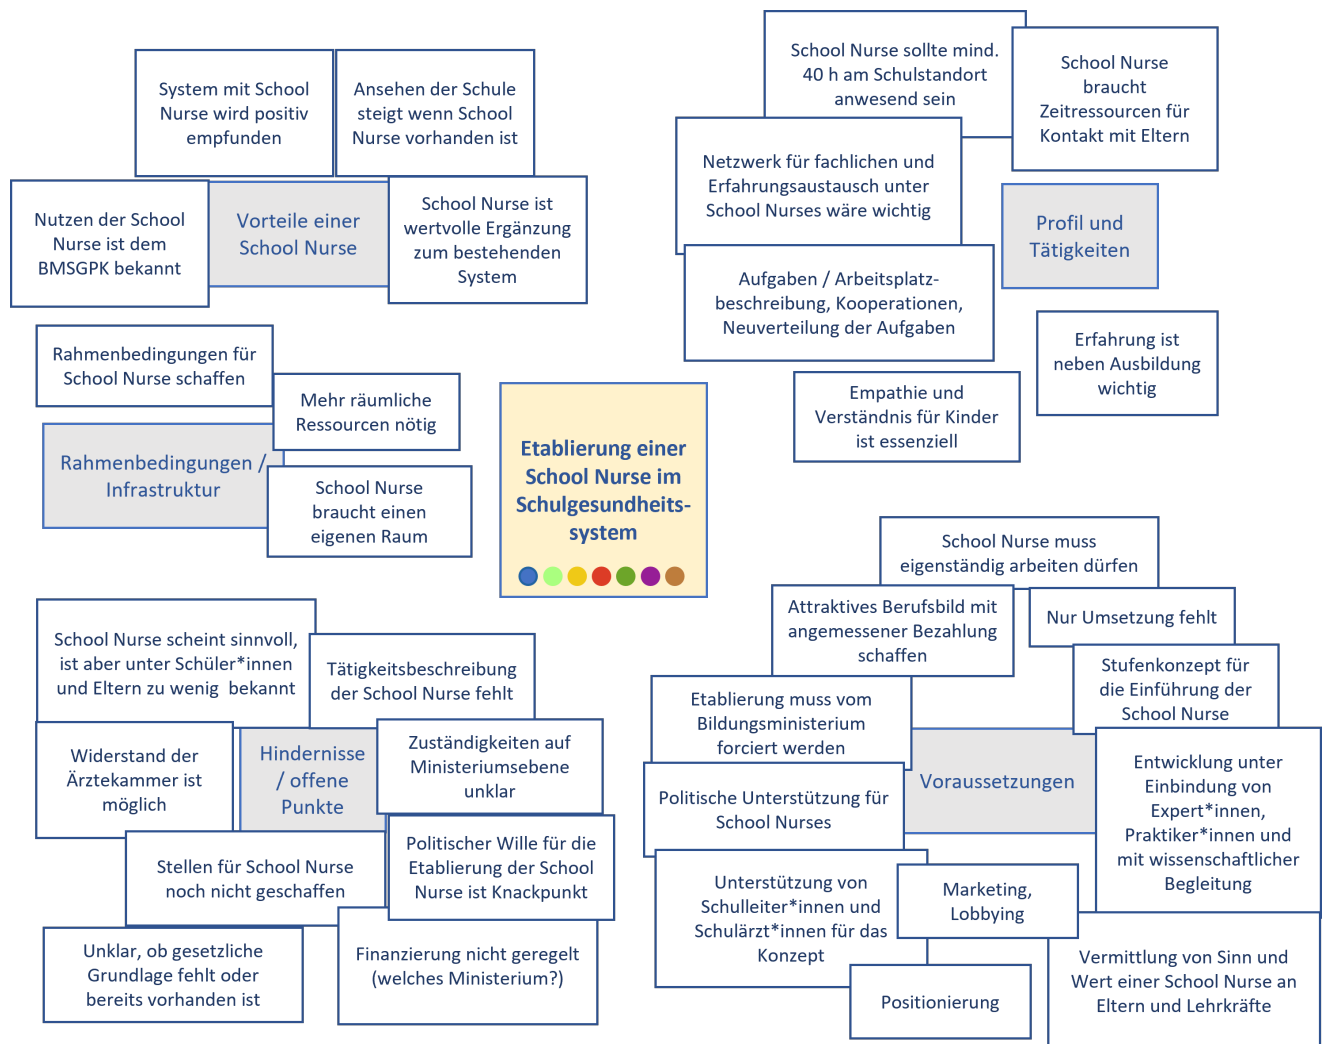 System mit School
Nurse wird positiv
empfunden
Ansehen der Schule
steigt wenn School
Nurse vorhanden ist
Nutzen der School
Nurse ist dem
BMSGPK bekannt
Vorteile einer
School Nurse
School Nurse ist
wertvolle Ergänzung
zum bestehenden
System
School Nurse sollte mind.
40 h am Schulstandort
anwesend sein
School Nurse
braucht
Zeitressourcen für
Kontakt mit Eltern
Netzwerk für fachlichen und
Erfahrungsaustausch unter
School Nurses wäre wichtig
Profil und
Tätigkeiten
Aufgaben / Arbeitsplatz-
beschreibung, Kooperationen,
Neuverteilung der Aufgaben
Erfahrung ist
neben Ausbildung
wichtig
Empathie und
Verständnis für Kinder
ist essenziell
Rahmenbedingungen für
School Nurse schaffen
Mehr räumliche
Ressourcen nötig
Rahmenbedingungen /
Infrastruktur
School Nurse
braucht einen
eigenen Raum
Etablierung einer
School Nurse im
Schulgesundheits-
system
School Nurse scheint sinnvoll,
ist aber unter Schüler*innen
und Eltern zu wenig  bekannt
Tätigkeitsbeschreibung
der School Nurse fehlt
Widerstand der
Ärztekammer ist
möglich
Hindernisse
/ offene
Punkte
Zuständigkeiten auf
Ministeriumsebene
unklar
Stellen für School Nurse
noch nicht geschaffen
Politischer Wille für die
Etablierung der School
Nurse ist Knackpunkt
Unklar, ob gesetzliche
Grundlage fehlt oder
bereits vorhanden ist
Finanzierung nicht geregelt
(welches Ministerium?)
School Nurse muss
eigenständig arbeiten dürfen
Attraktives Berufsbild mit
angemessener Bezahlung
schaffen
Nur Umsetzung fehlt
Stufenkonzept für
die Einführung der
School Nurse
Etablierung muss vom
Bildungsministerium
forciert werden
Voraussetzungen
Politische Unterstützung für
School Nurses
Entwicklung unter
Einbindung von
Expert*innen,
Praktiker*innen und
mit wissenschaftlicher
Begleitung
Unterstützung von
Schulleiter*innen und
Schulärzt*innen für das
Konzept
Marketing,
Lobbying
Positionierung
Vermittlung von Sinn und
Wert einer School Nurse an
Eltern und Lehrkräfte